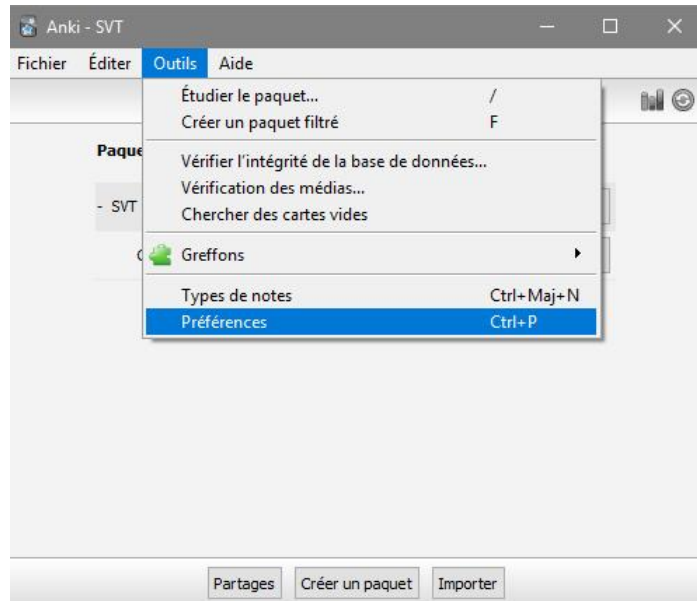 Anki - SVT
Fichier Éditer Outils Aide
Étudier le paquet... /
Créer un paquet filtré F
Paque
Vérifier l'intégrité de la base de données...
Vérification des médias...
- SVT
Chercher des cartes vides
Greffons
Types de notes Ctrl+Maj+N
Préférences Ctrl+P
Partages Créer un paquet Importer